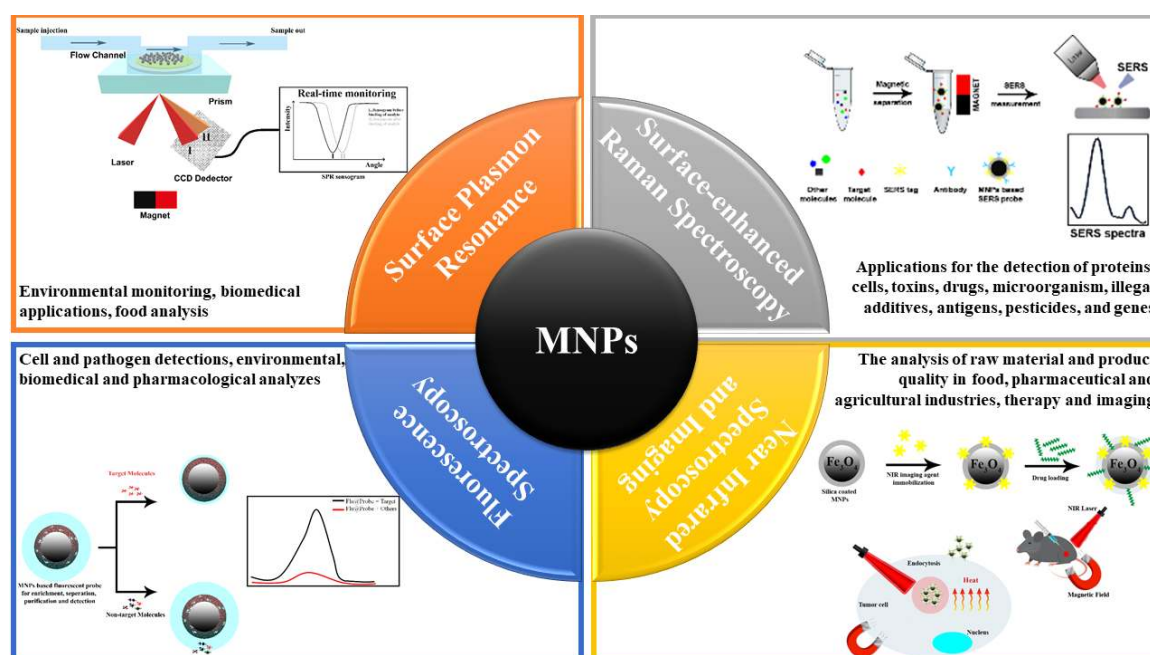 Sample injection
Sample out
Flow Channel
Prism
Laser
I
II
CCD Dedector
Magnet
Real-time monitoring
Intensity
Angle
SPR sensogram
Environmental monitoring, biomedical
applications, food analysis
Surface Plasmon
Resonance
Surface-enhanced
Raman Spectroscopy
Magnetic
separation
MAGNET
SERS
measurement
Laser
SERS
Other
molecules
Target
molecule
SERS tag
Antibody
MNPs based
SERS probe
SERS spectra
Applications for the detection of proteins
cells, toxins, drugs, microorganism, illega
additives, antigens, pesticides, and genes
MNPs
Cell and pathogen detections, environmental,
biomedical and pharmacological analyzes
Fluorescence
Spectroscopy
Target Molecules
Non-target Molecules
MNPs based fluorescent probe
for enrichment, seperation,
purification and detection
Flu@Probe + Target
Flu@Probe + Others
Near Infrared
Spectroscopy
and Imaging
The analysis of raw material and produc
quality in food, pharmaceutical and
agricultural industries, therapy and imaging
Fe3O4
Silica coated
MNPs
NIR imaging agent
immobilization
Fe3O4
Drug loading
Fe3O4
NIR Laser
Magnetic Field
Endocytosis
Heat
Tumor cell
Nucleus